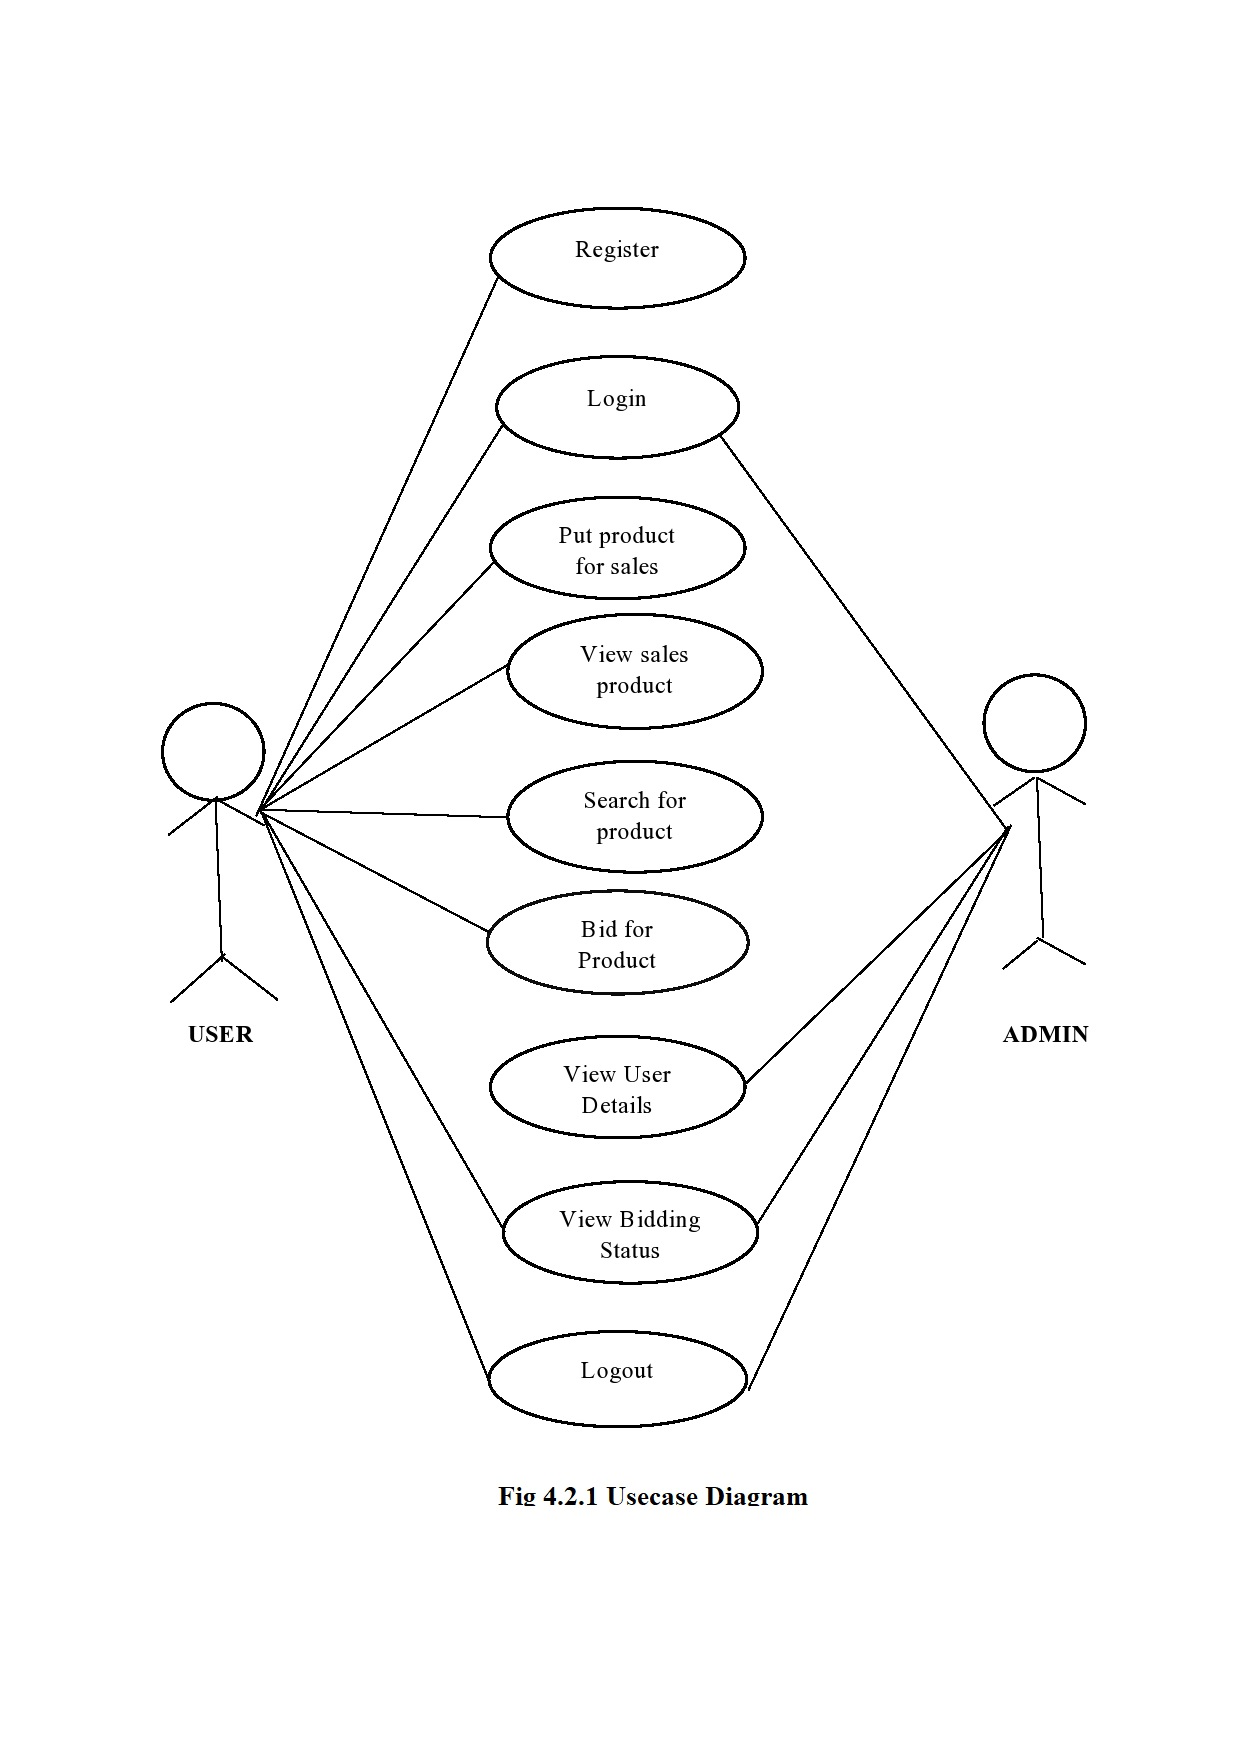 Register
Login
Put product
for sales
View sales
product
Search for
product
Bid for
Product
USER
ADMIN
View User
Details
View Bidding
Status
Logout
Fig 4.2.1 Usecase Diagram